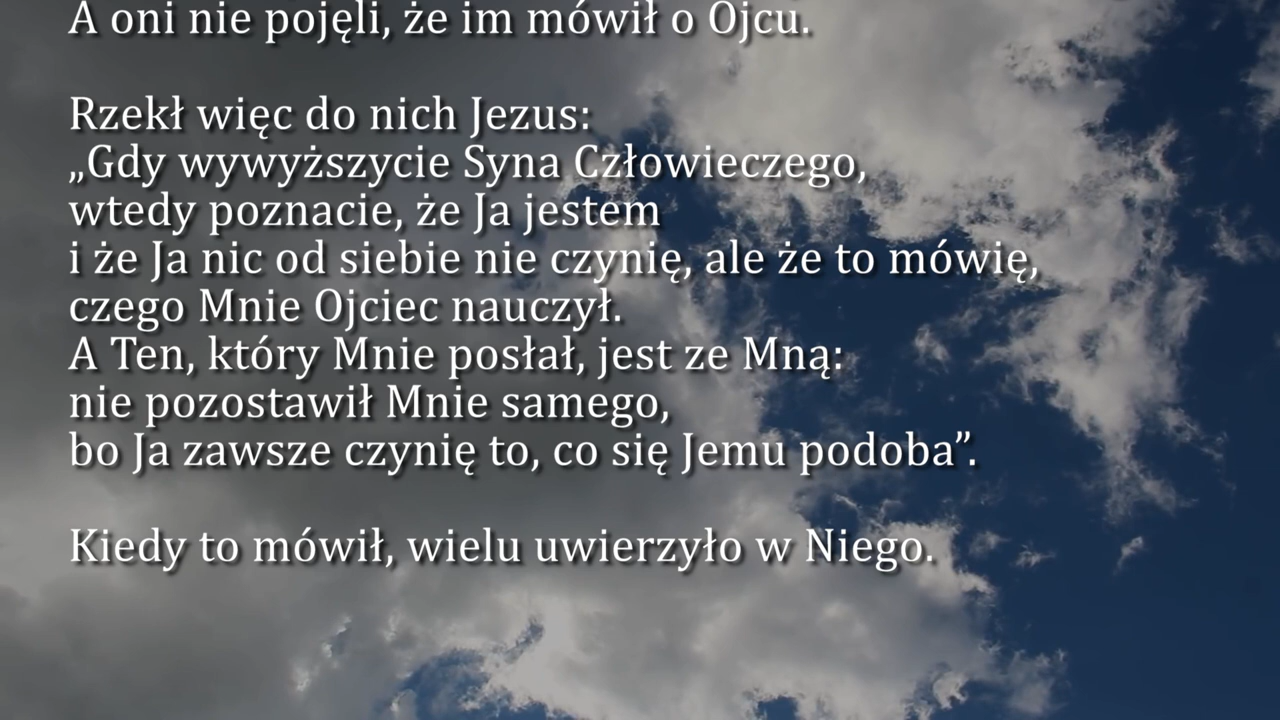 A oni nie pojęli, że im mówił o Ojcu.
Rzekł więc do nich Jezus:
„Gdy wywyższycie Syna Człowieczego,
wtedy poznacie, że Ja jestem
i że Ja nic od siebie nie czynię, ale że to mówię,
czego Mnie Ojciec nauczył.
A Ten, który Mnie posłał, jest ze Mną:
nie pozostawił Mnie samego,
bo Ja zawsze czynię to, co się Jemu podoba”.
Kiedy to mówił, wielu uwierzyło w Niego.